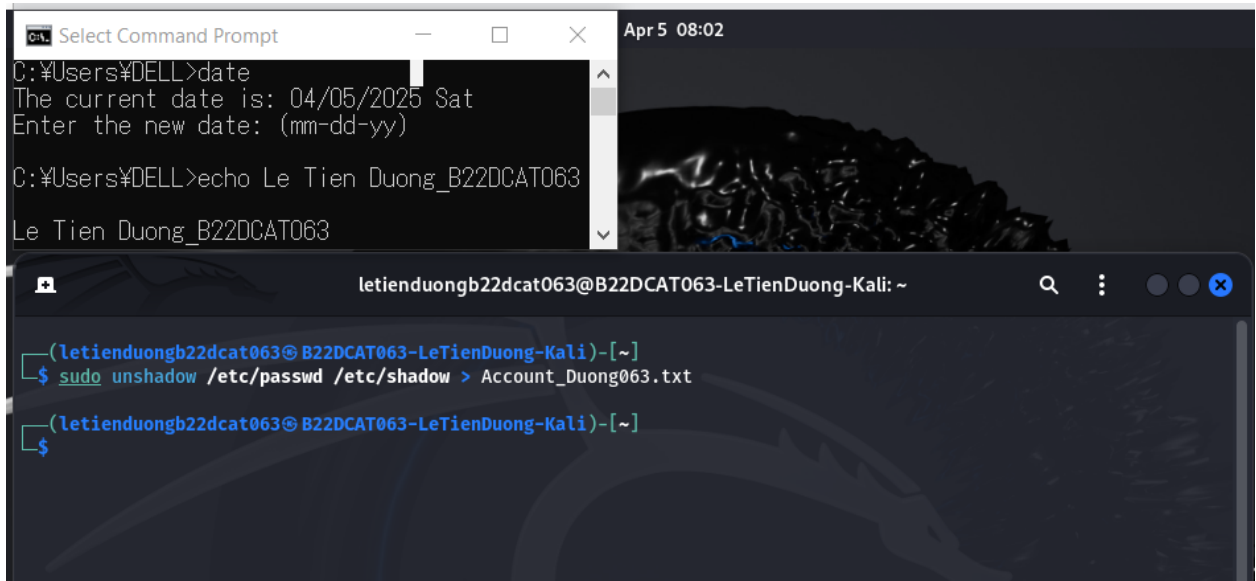 Select Command Prompt
Apr 5 08:02
C:¥Users¥DELL>date
The current date is: 04/05/2025 Sat
Enter the new date: (mm-dd-yy)
C:¥Users¥DELL>echo Le Tien Duong_B22DCAT063
Le Tien Duong_B22DCAT063
letienduongb22dcat063@B22DCAT063-LeTienDuong-Kali: ~
┌──(letienduongb22dcat063㉿B22DCAT063-LeTienDuong-Kali)-[~]
└─$ sudo unshadow /etc/passwd /etc/shadow > Account_Duong063.txt
┌──(letienduongb22dcat063㉿B22DCAT063-LeTienDuong-Kali)-[~]
└─$